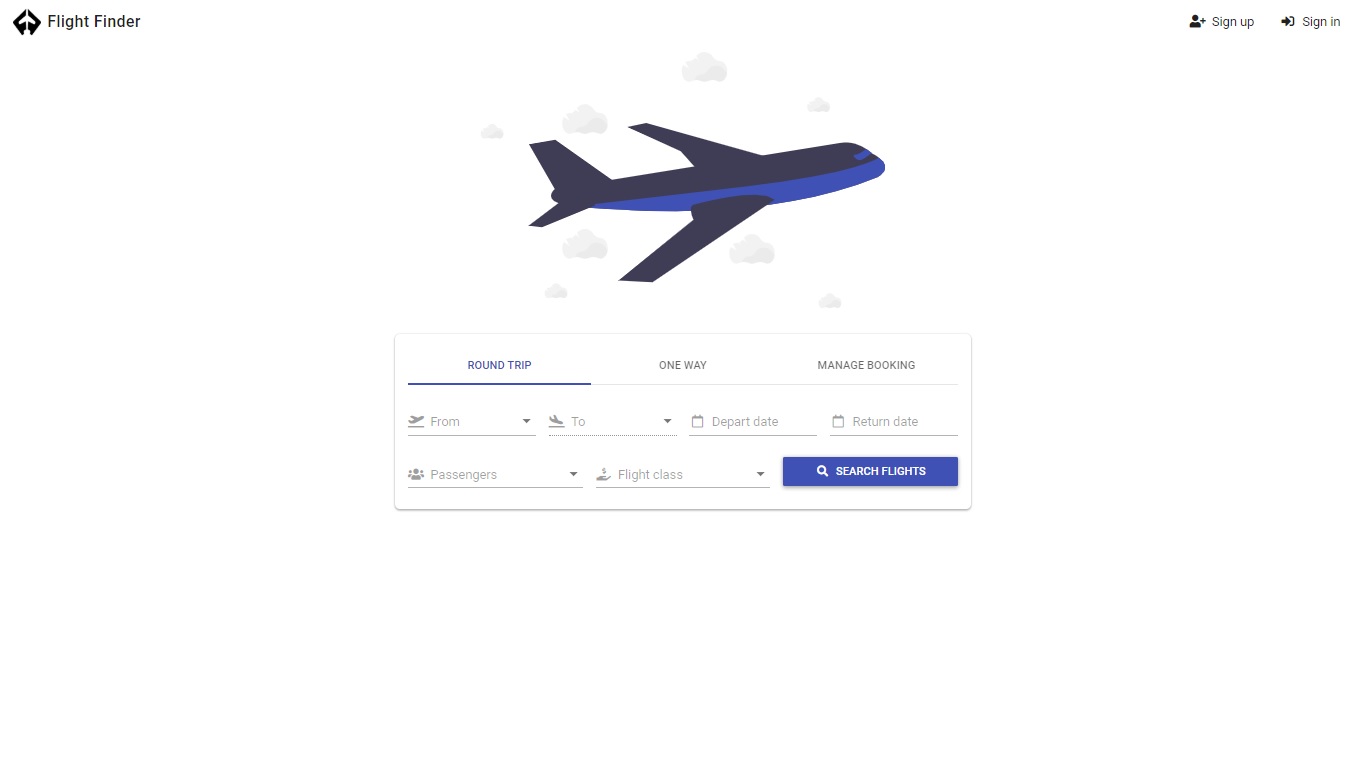 Flight Finder
Sign up
Sign in
ROUND TRIP
ONE WAY
MANAGE BOOKING
From
To
Depart date
Return date
Passengers
Flight class
SEARCH FLIGHTS